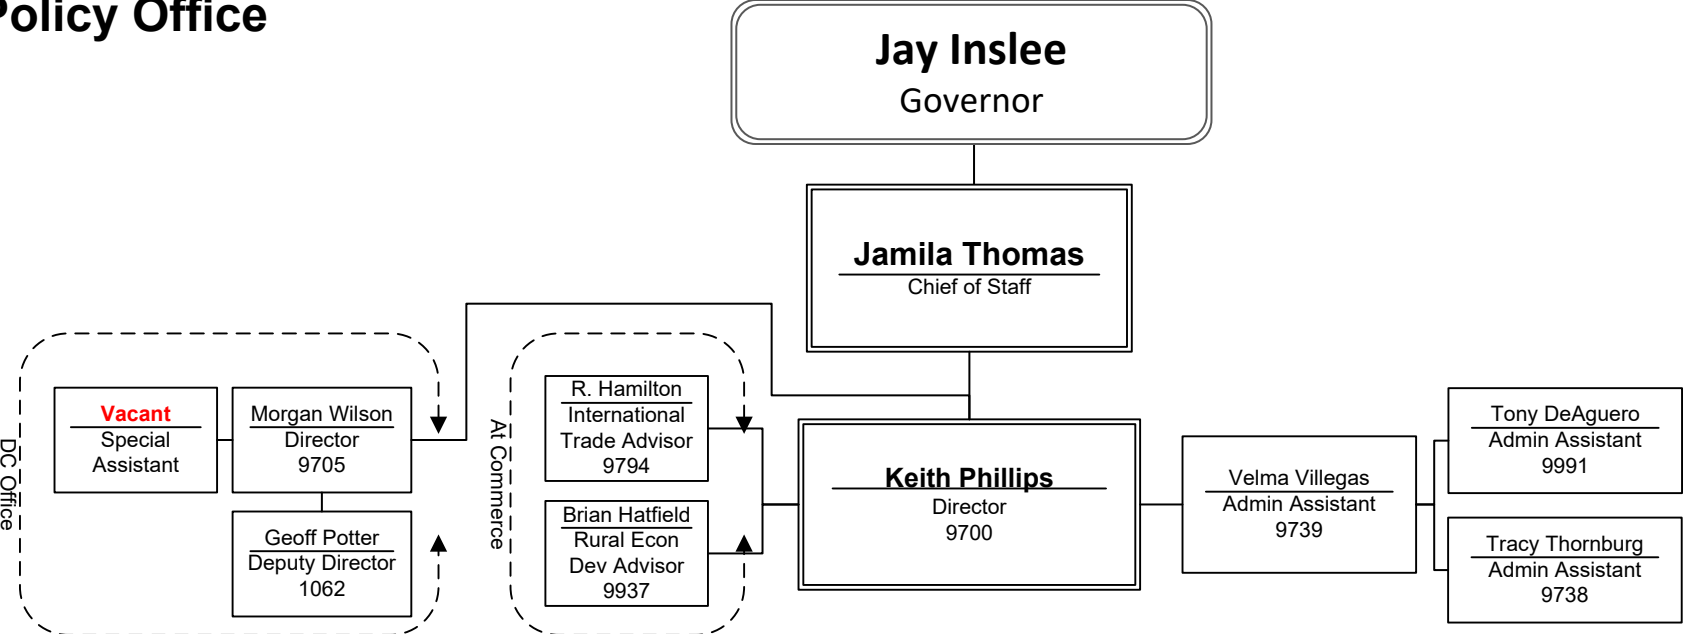 Policy Office
Jay Inslee
Governor
Jamila Thomas
Chief of Staff
DC Office
Vacant
Special
Assistant
Morgan Wilson
Director
9705
Geoff Potter
Deputy Director
1062
At Commerce
R. Hamilton
International
Trade Advisor
9794
Brian Hatfield
Rural Econ
Dev Advisor
9937
Keith Phillips
Director
9700
Velma Villegas
Admin Assistant
9739
Tony DeAguero
Admin Assistant
9991
Tracy Thornburg
Admin Assistant
9738